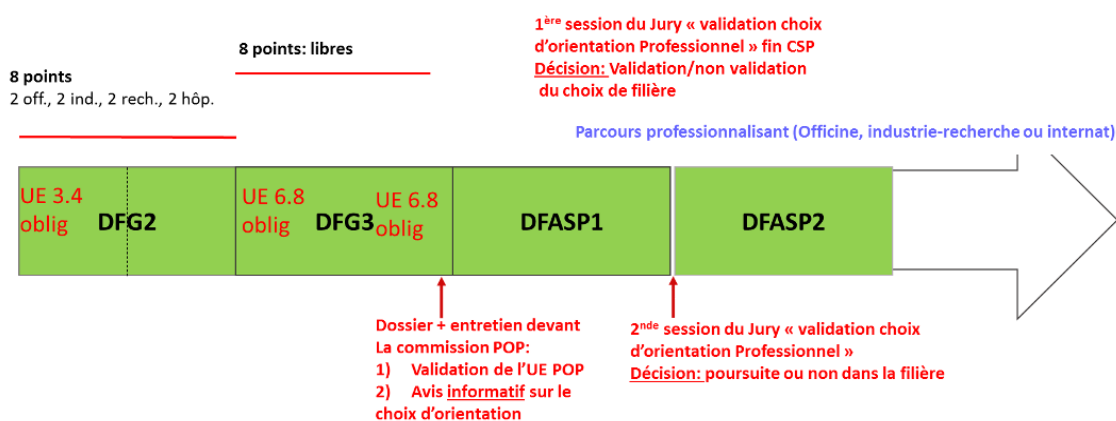 1ère session du Jury « validation choix
d'orientation Professionnel » fin CSP
Décision: Validation/non validation
du choix de filière
8 points: libres
8 points
2 off., 2 ind., 2 rech., 2 hôp.
Parcours professionnalisant (Officine, industrie-recherche ou internat)
UE 3.4
oblig
DFG2
UE 6.8
oblig
DFG3
UE 6.8
oblig
DFASP1
DFASP2
Dossier + entretien devant
La commission POP:
1) Validation de l'UE POP
2) Avis informatif sur le
choix d'orientation
2nde session du Jury « validation choix
d'orientation Professionnel »
Décision: poursuite ou non dans la filière